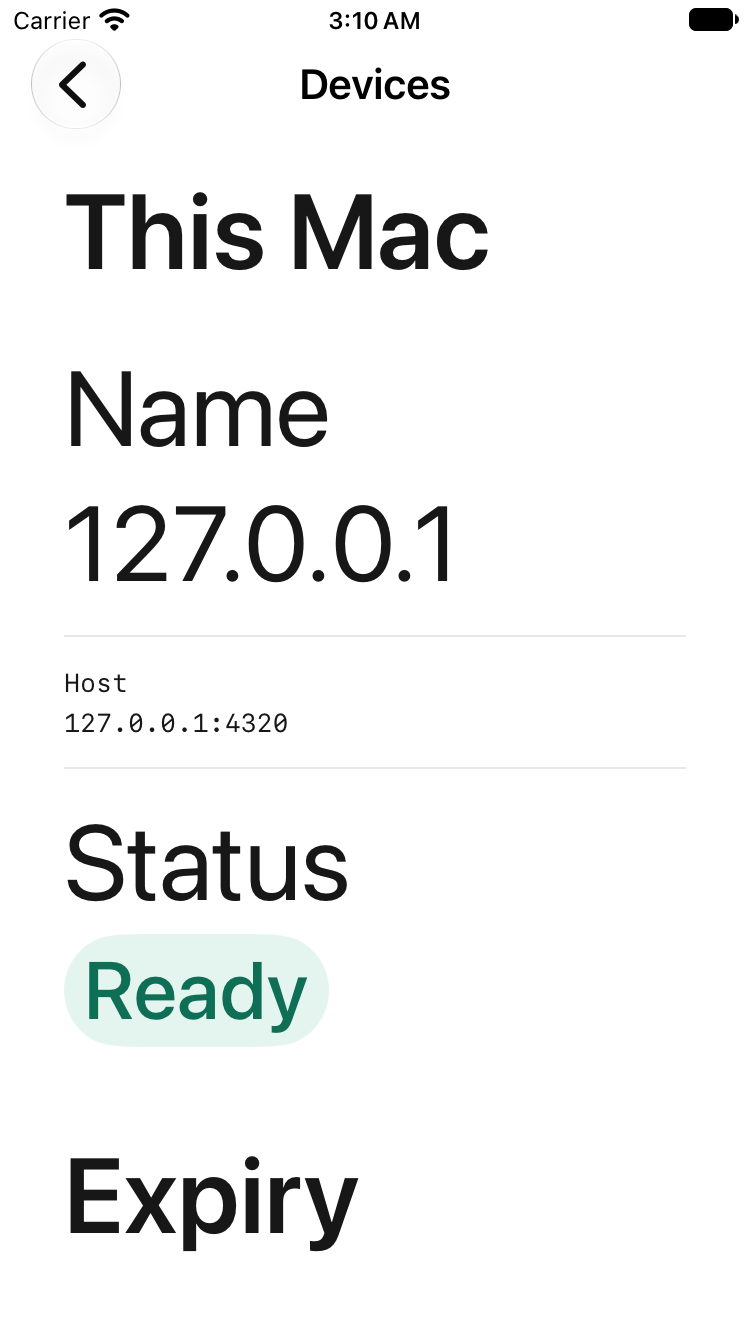 Carrier 3:10 AM
Devices
This Mac
Name
127.0.0.1
Host
127.0.0.1:4320
Status
Ready
Expiry